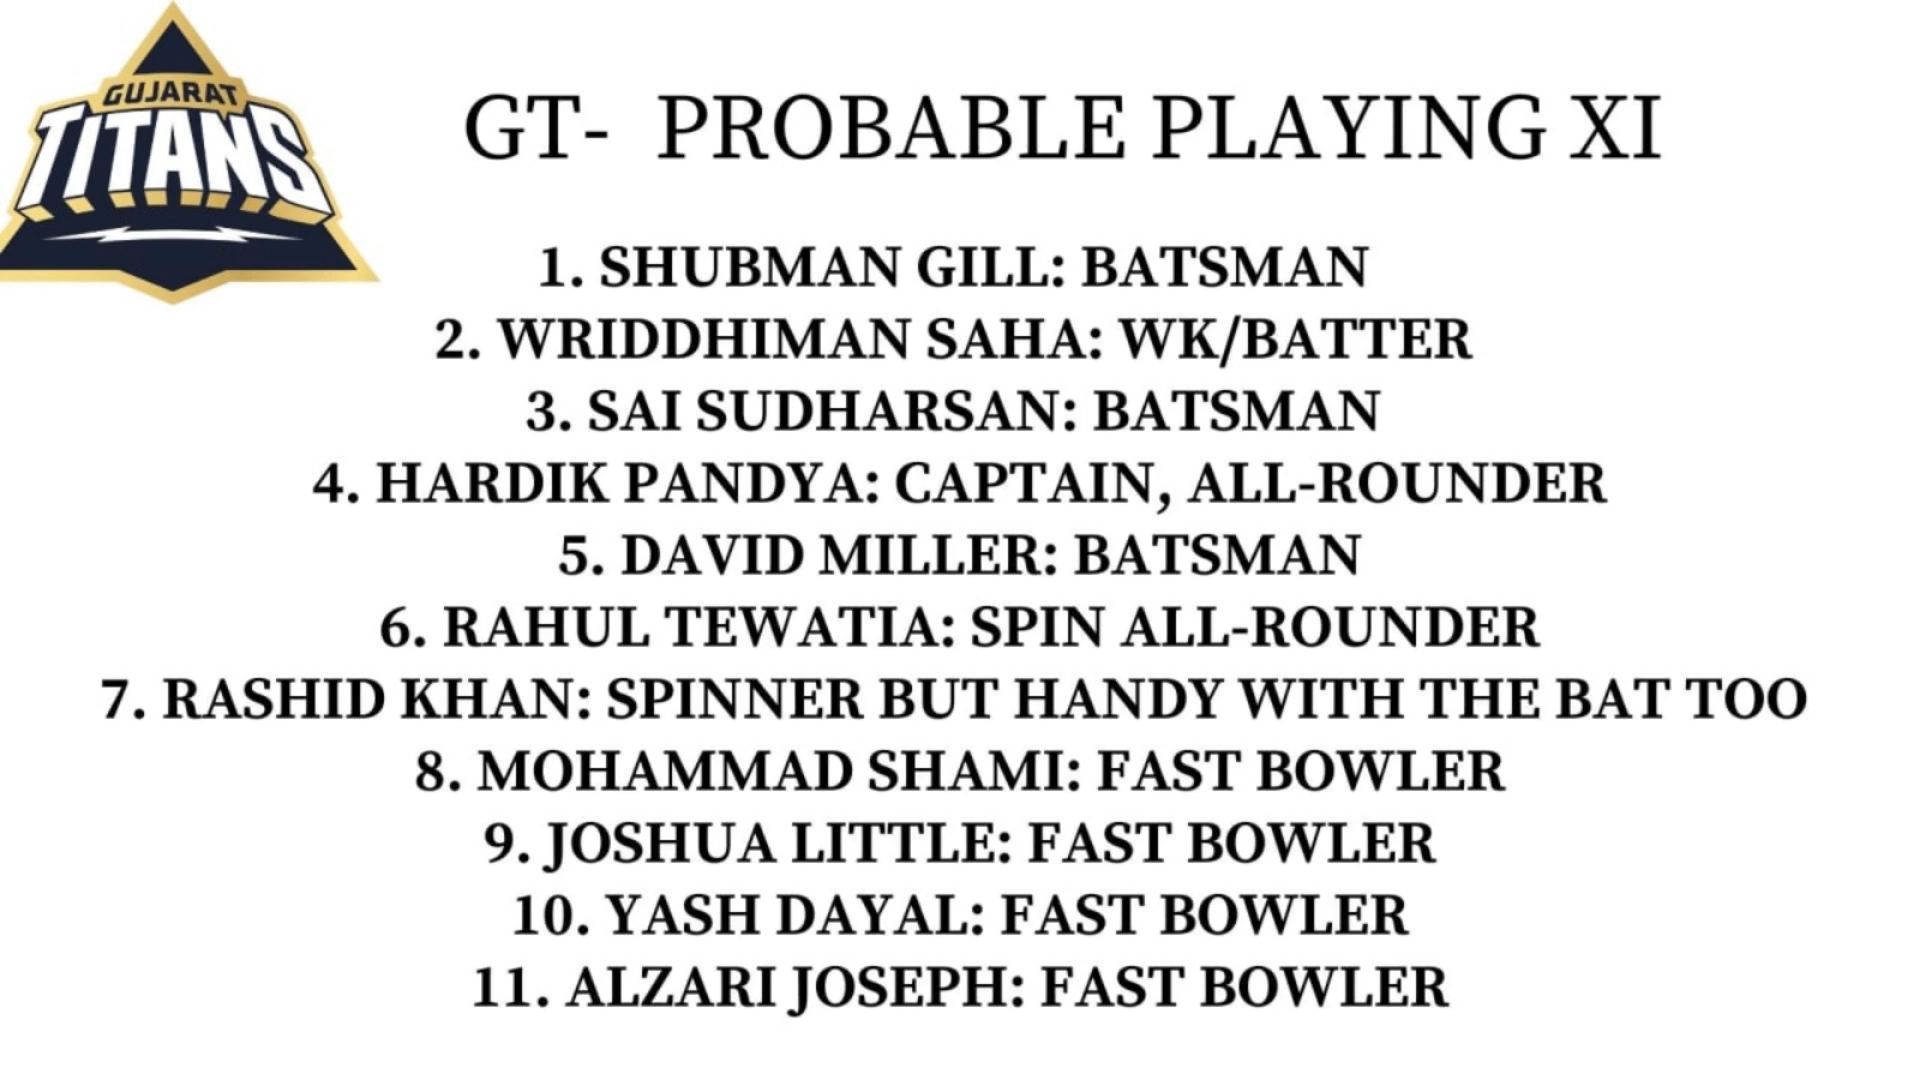 GUJARAT
TITANS
GT- PROBABLE PLAYING XI
1. SHUBMAN GILL: BATSMAN
2. WRIDDHIMAN SAHA: WK/BATTER
3. SAI SUDHARSAN: BATSMAN
4. HARDIK PANDYA: CAPTAIN, ALL-ROUNDER
5. DAVID MILLER: BATSMAN
6. RAHUL TEWATIA: SPIN ALL-ROUNDER
7. RASHID KHAN: SPINNER BUT HANDY WITH THE BAT TOO
8. MOHAMMAD SHAMI: FAST BOWLER
9. JOSHUA LITTLE: FAST BOWLER
10. YASH DAYAL: FAST BOWLER
11. ALZARI JOSEPH: FAST BOWLER